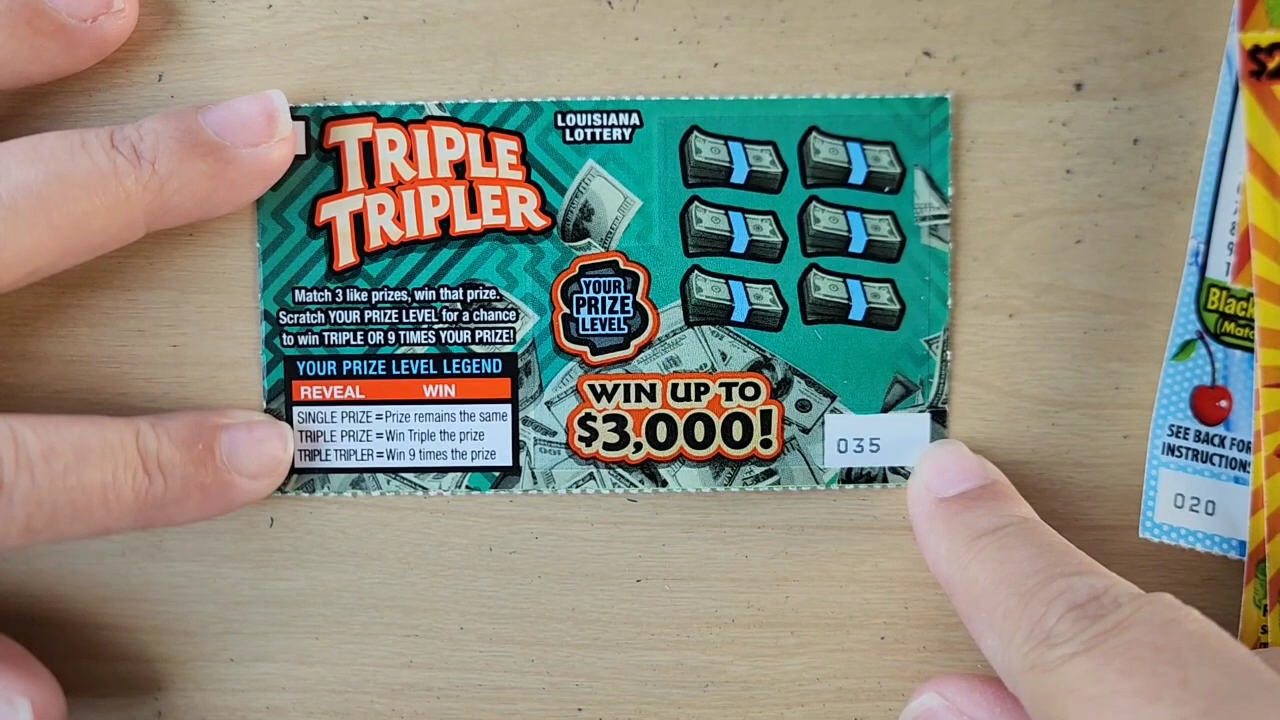 TRIPLE
TRIPLER
LOUISIANA
LOTTERY
Match 3 like prizes, win that prize.
Scratch YOUR PRIZE LEVEL for a chance
to win TRIPLE OR 9 TIMES YOUR PRIZE!
YOUR PRIZE LEVEL LEGEND
REVEAL WIN
SINGLE PRIZE = Prize remains the same
TRIPLE PRIZE = Win Triple the prize
TRIPLE TRIPLER = Win 9 times the prize
YOUR
PRIZE
LEVEL
WIN UP TO
$3,000!
035
SEE BACK FOR
INSTRUCTIONS
020